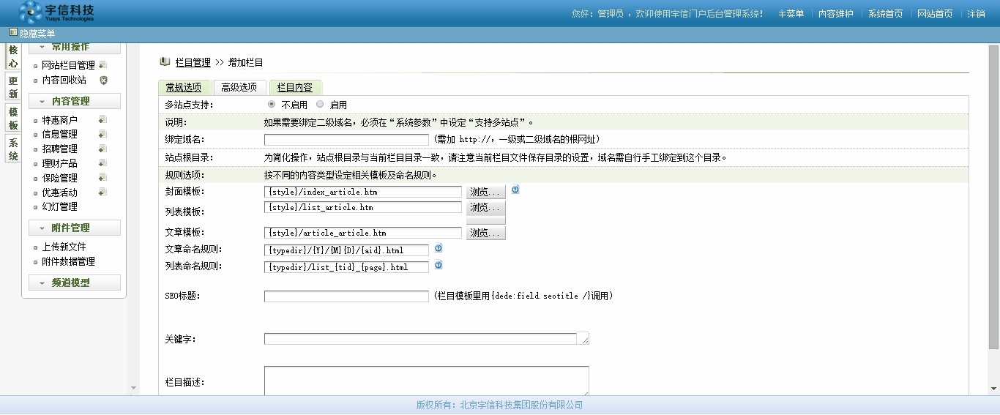 宇信科技
Yusys Technologies
您好：管理员 ，欢迎使用宇信门户后台管理系统！ 主菜单 内容维护 系统首页 网站首页 注销
隐藏菜单
核心
更新
模板
系统
常用操作
网站栏目管理
内容回收站
内容管理
特惠商户
信息管理
招聘管理
理财产品
保险管理
优惠活动
幻灯管理
附件管理
上传新文件
附件数据管理
频道模型
栏目管理 >> 增加栏目
常规选项 高级选项 栏目内容
多站点支持： 不启用 启用
说明： 如果需要绑定二级域名，必须在“系统参数”中设定“支持多站点”。
绑定域名： (需加 http://，一级或二级域名的根网址)
站点根目录： 为简化操作，站点根目录与当前栏目目录一致，请注意当前栏目文件保存目录的设置，域名需自行手工绑定到这个目录。
规则选项： 按不同的内容类型设定相关模板及命名规则。
封面模板： {style}/index_article.htm 浏览...
列表模板： {style}/list_article.htm 浏览...
文章模板： {style}/article_article.htm 浏览...
文章命名规则： {typedir}/{Y}/{M}{D}/{aid}.html
列表命名规则： {typedir}/list_{tid}_{page}.html
SEO标题： (栏目模板里用{dede:field.seotitle /}调用)
关键字：
栏目描述：
版权所有：北京宇信科技集团股份有限公司